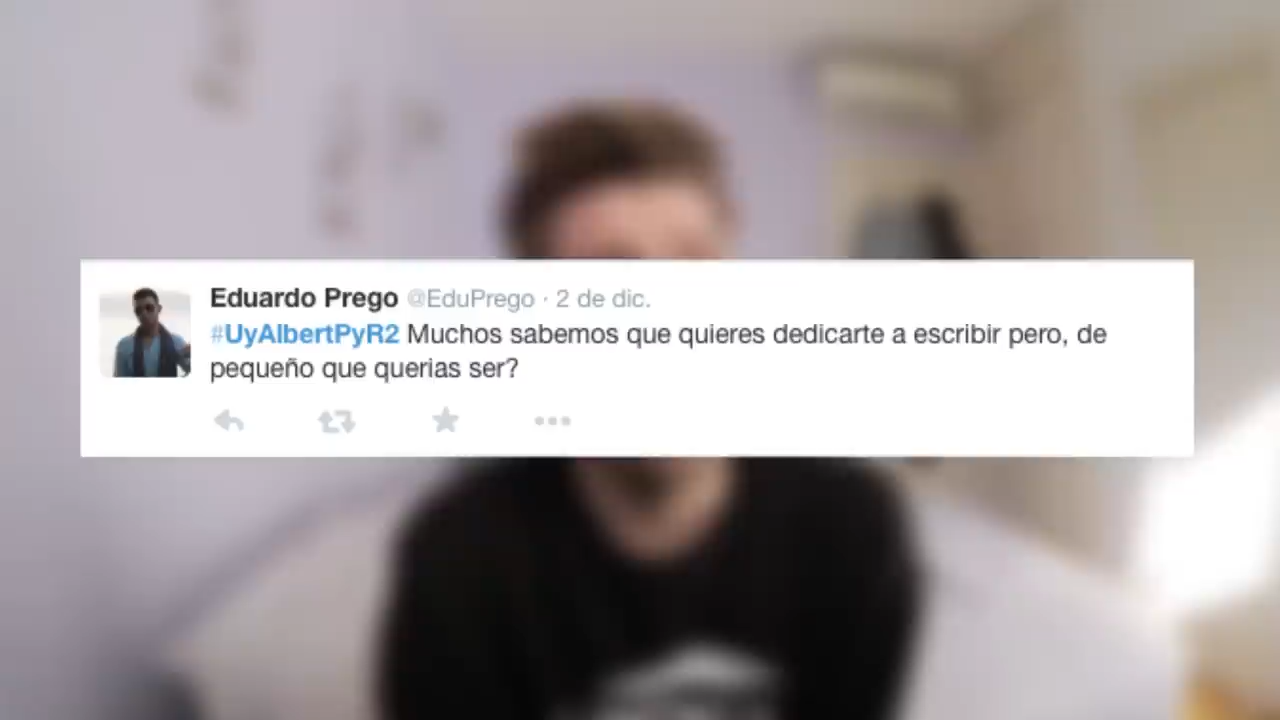 Eduardo Prego @EduPrego · 2 de dic.
#UyAlbertPyR2 Muchos sabemos que quieres dedicarte a escribir pero, de
pequeño que querias ser?